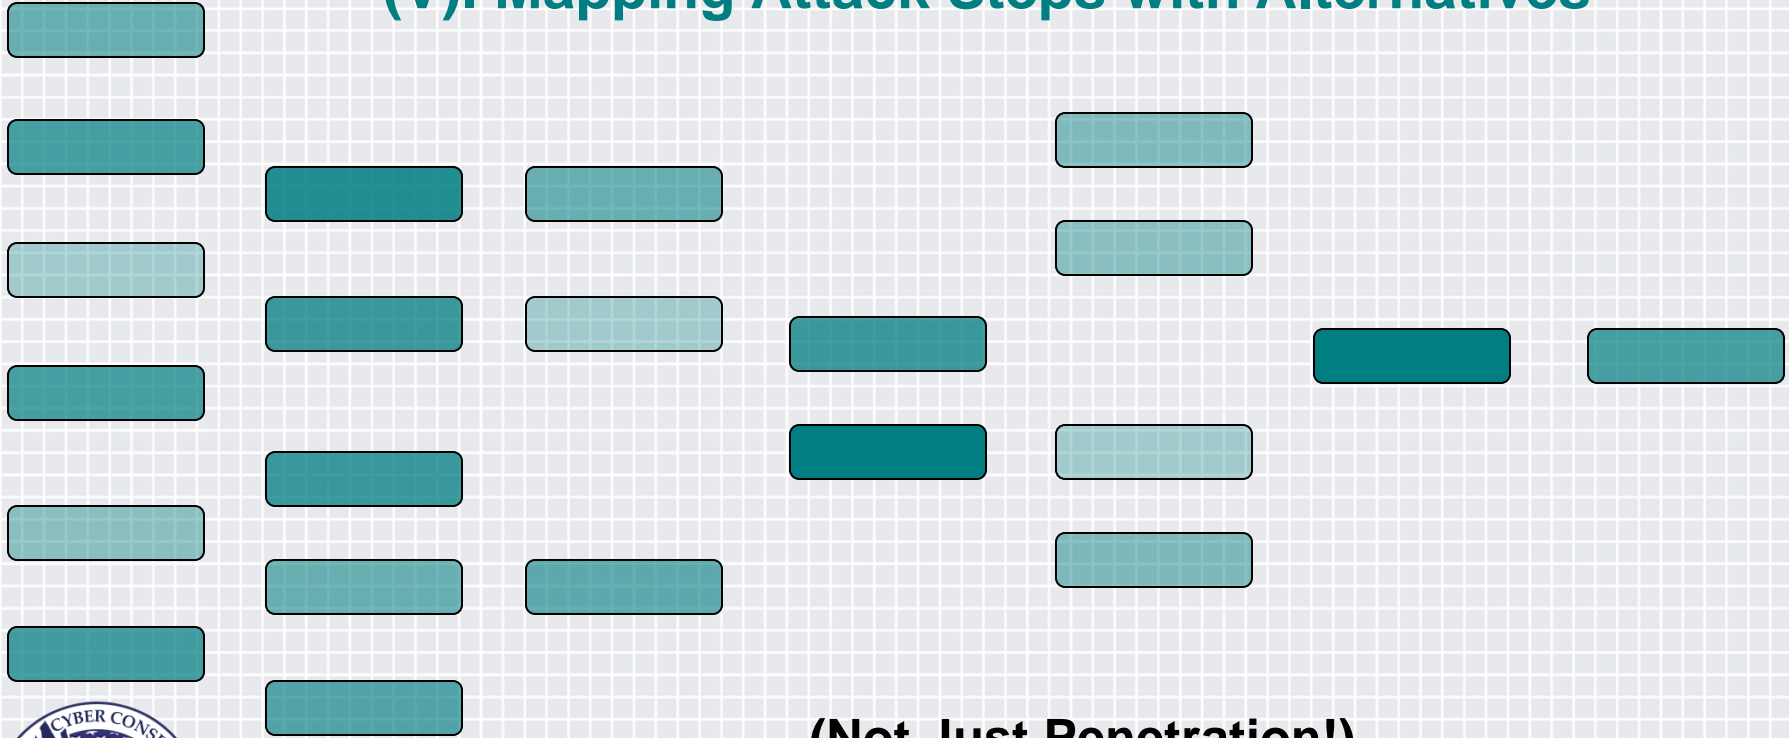 (V): Mapping Attack Steps with Alternatives
CYBER CONS
(Not Just Penetration!)